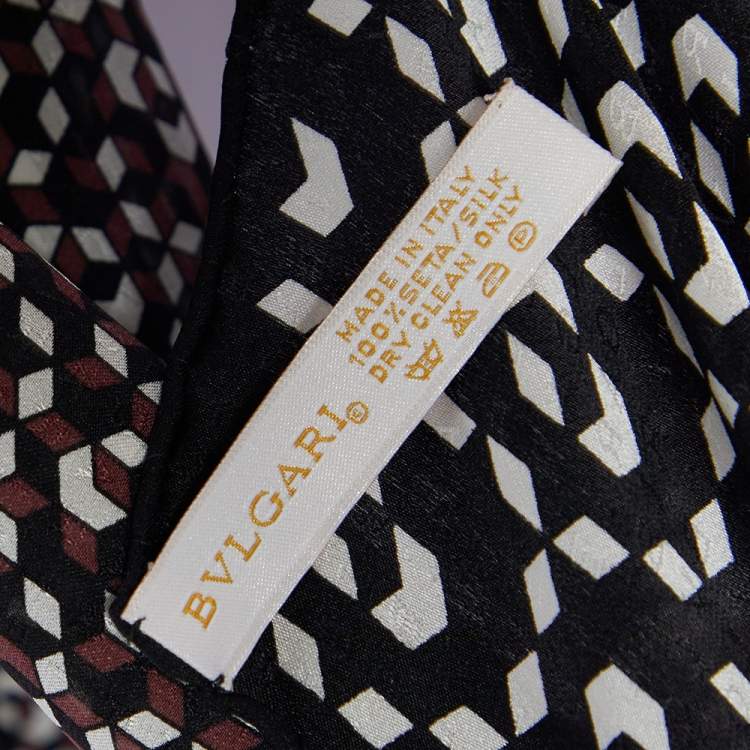 BVLGARI
MADE IN ITALY
100%SETA/SILK
DRY CLEAN ONLY
P